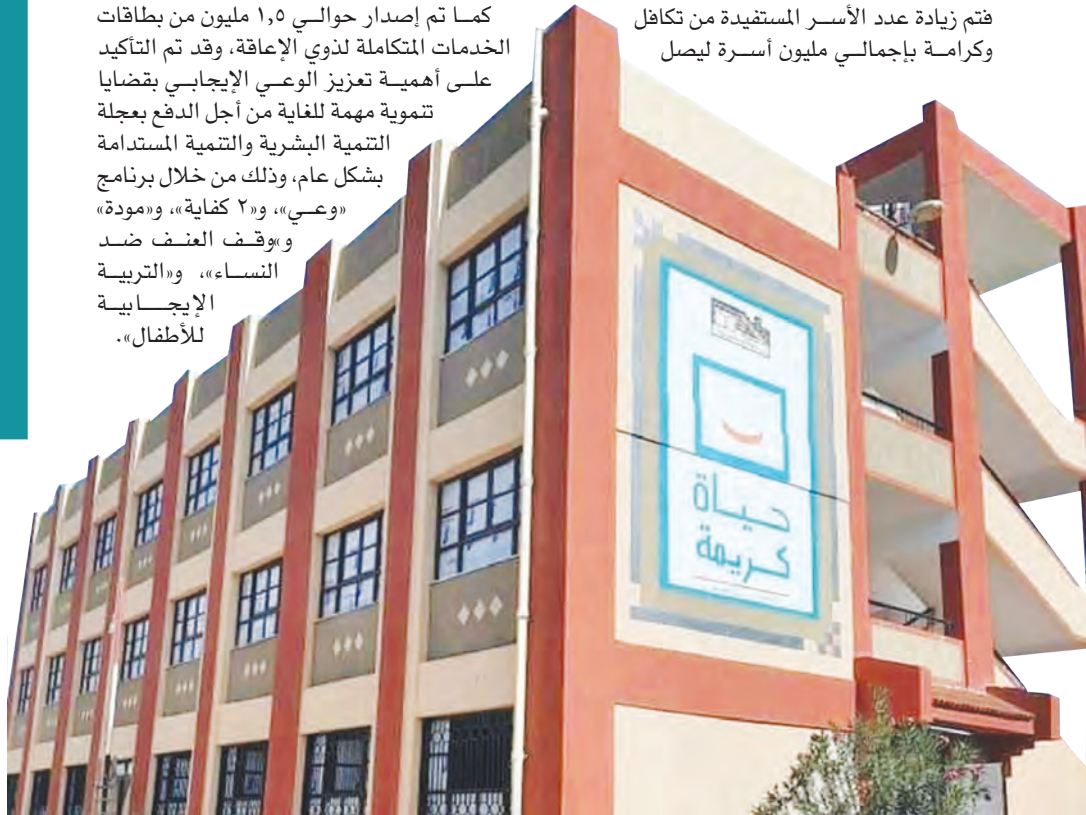 فتم زيادة عدد الأسر المستفيدة من تكافل
وكرامة بإجمالي مليون أسرة ليصل
كما تم إصدار حوالي ١,٥ مليون من بطاقات
الخدمات المتكاملة لذوي الإعاقة، وقد تم التأكيد
على أهمية تعزيز الوعي الإيجابي بقضايا
تنموية مهمة للغاية من أجل الدفع بعجلة
التنمية البشرية والتنمية المستدامة
بشكل عام، وذلك من خلال برنامج
«وعي»، و«٢ كفاية»، و«مودة»
و«وقف العنف ضد
النساء»، و«التربية
الإيجابية
للأطفال».
حياة
كريمة